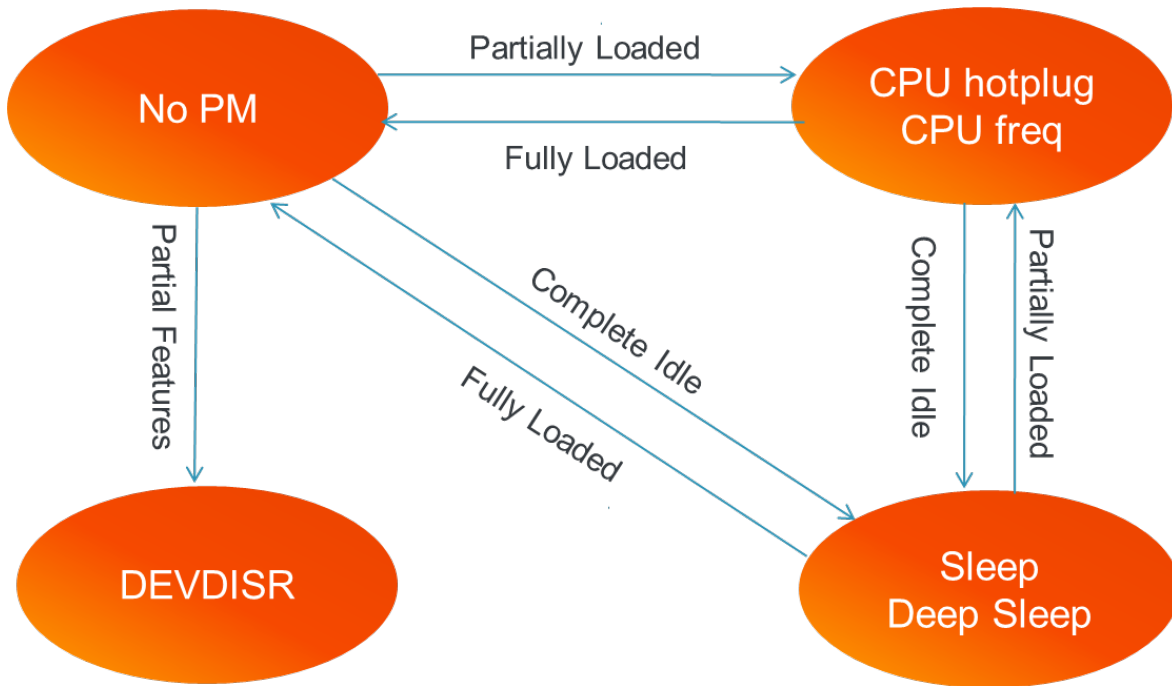 Partially Loaded
No PM
CPU hotplug
CPU freq
Fully Loaded
Partial Features
Complete Idle
Fully Loaded
Complete Idle
Partially Loaded
DEVDISR
Sleep
Deep Sleep